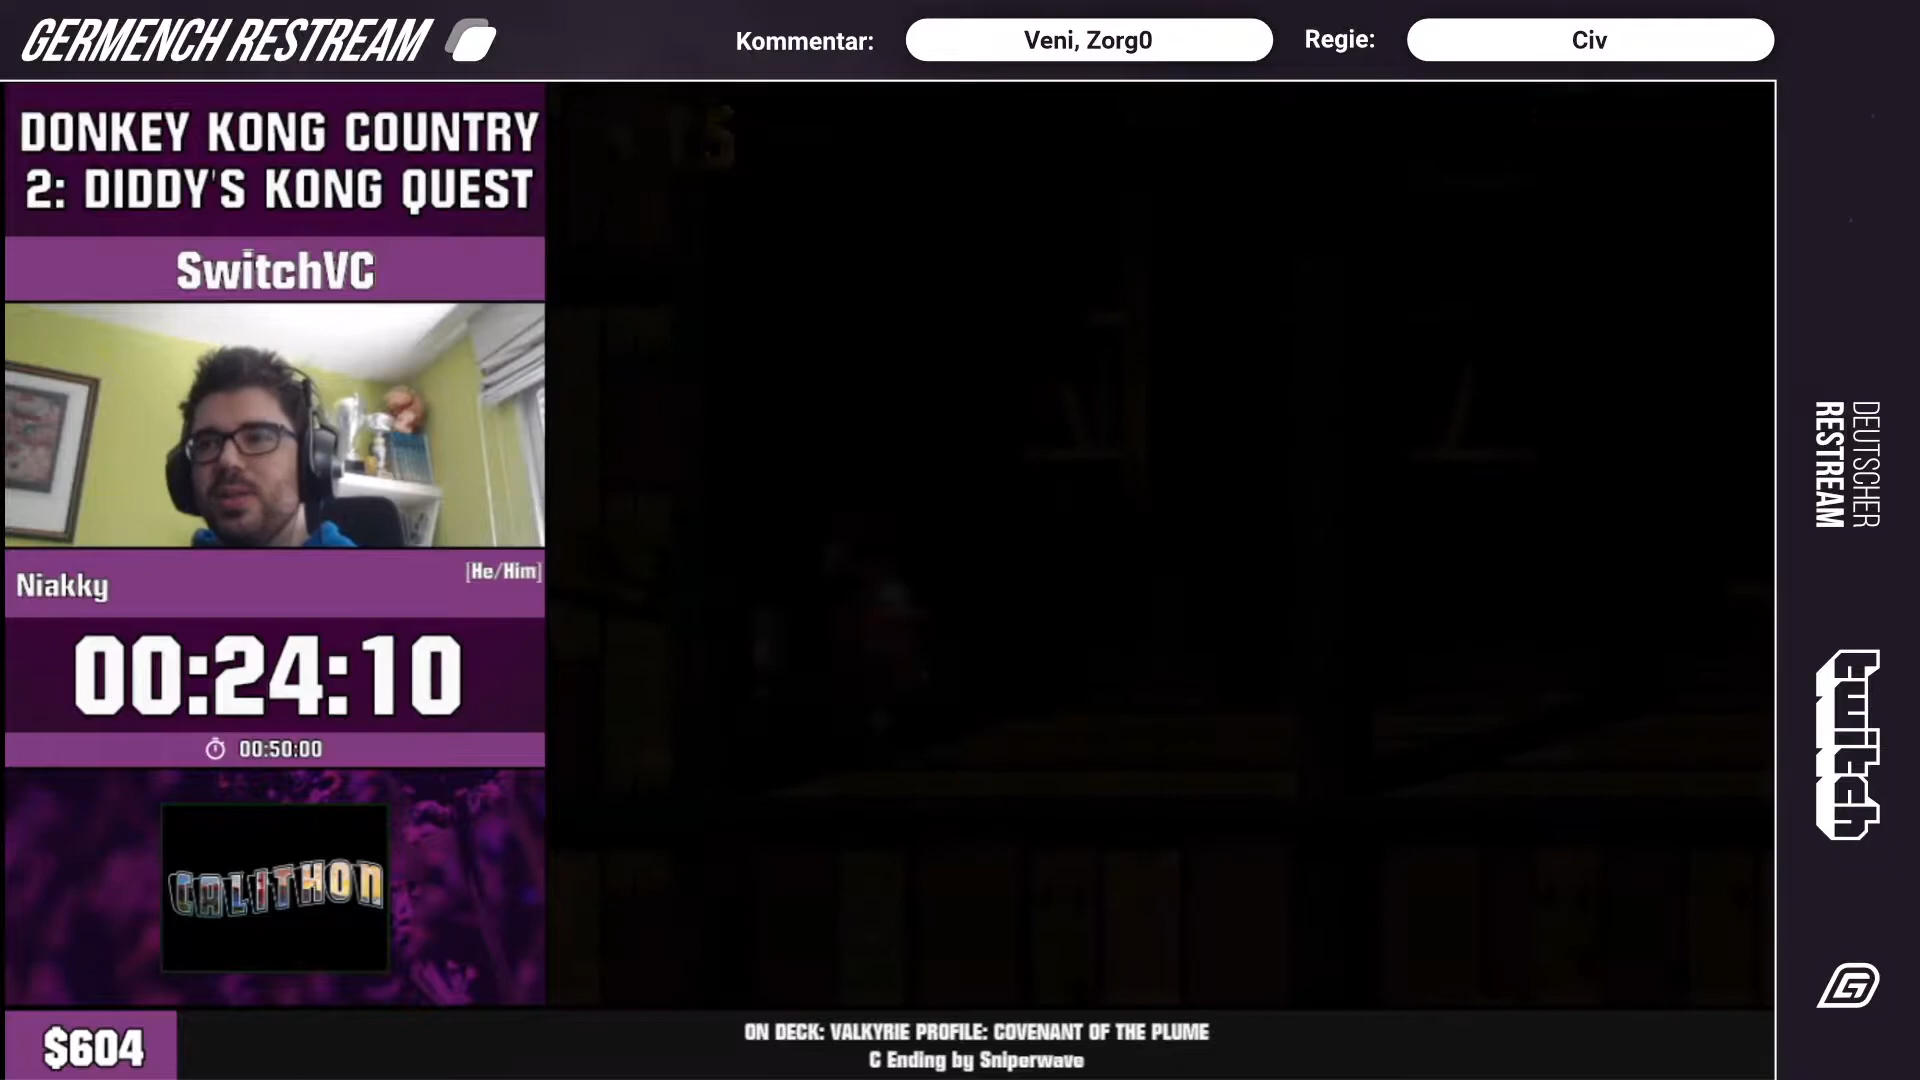 GERMENCH RESTREAM
Kommentar:
Veni, Zorg0
Regie:
Civ
DONKEY KONG COUNTRY
2: DIDDY'S KONG QUEST
SwitchVC
Niakky
[He/Him]
00:24:10
00:50:00
CALITHON
$604
ON DECK: VALKYRIE PROFILE: COVENANT OF THE PLUME
C Ending by Sniperwave
DEUTSCHER
RESTREAM
twitch